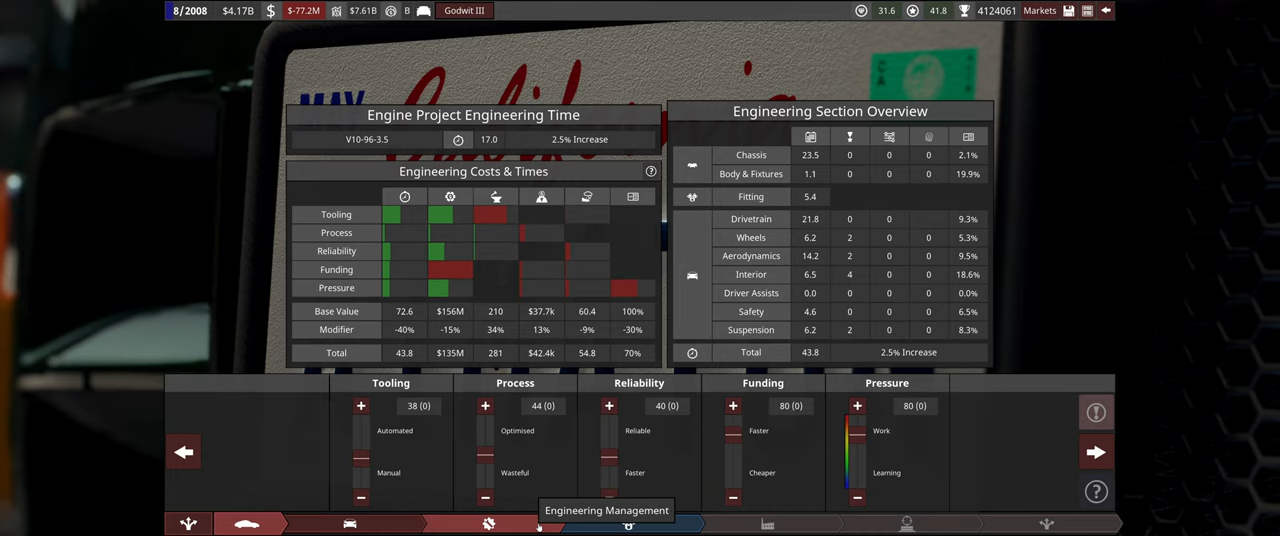 8/2008 $4.17B $-77.2M $7.61B B Godwit III 31.6 41.8 4124061 Markets
MAY
CA
Engine Project Engineering Time
V10-96-3.5 17.0 2.5% Increase
Engineering Costs & Times ?
Tooling
Process
Reliability
Funding
Pressure
Base Value 72.6 $156M 210 $37.7k 60.4 100%
Modifier -40% -15% 34% 13% -9% -30%
Total 43.8 $135M 281 $42.4k 54.8 70%
Engineering Section Overview
Chassis 23.5 0 0 0 2.1%
Body & Fixtures 1.1 0 0 0 19.9%
Fitting 5.4
Drivetrain 21.8 0 0 9.3%
Wheels 6.2 2 0 0 5.3%
Aerodynamics 14.2 2 0 0 9.5%
Interior 6.5 4 0 0 18.6%
Driver Assists 0.0 0 0 0 0.0%
Safety 4.6 0 0 0 6.5%
Suspension 6.2 2 0 0 8.3%
Total 43.8 2.5% Increase
Tooling Process Reliability Funding Pressure
+ 38 (0) + 44 (0) + 40 (0) + 80 (0) + 80 (0)
Automated Optimised Reliable Faster Work
Manual Wasteful Faster Cheaper Learning
Engineering Management